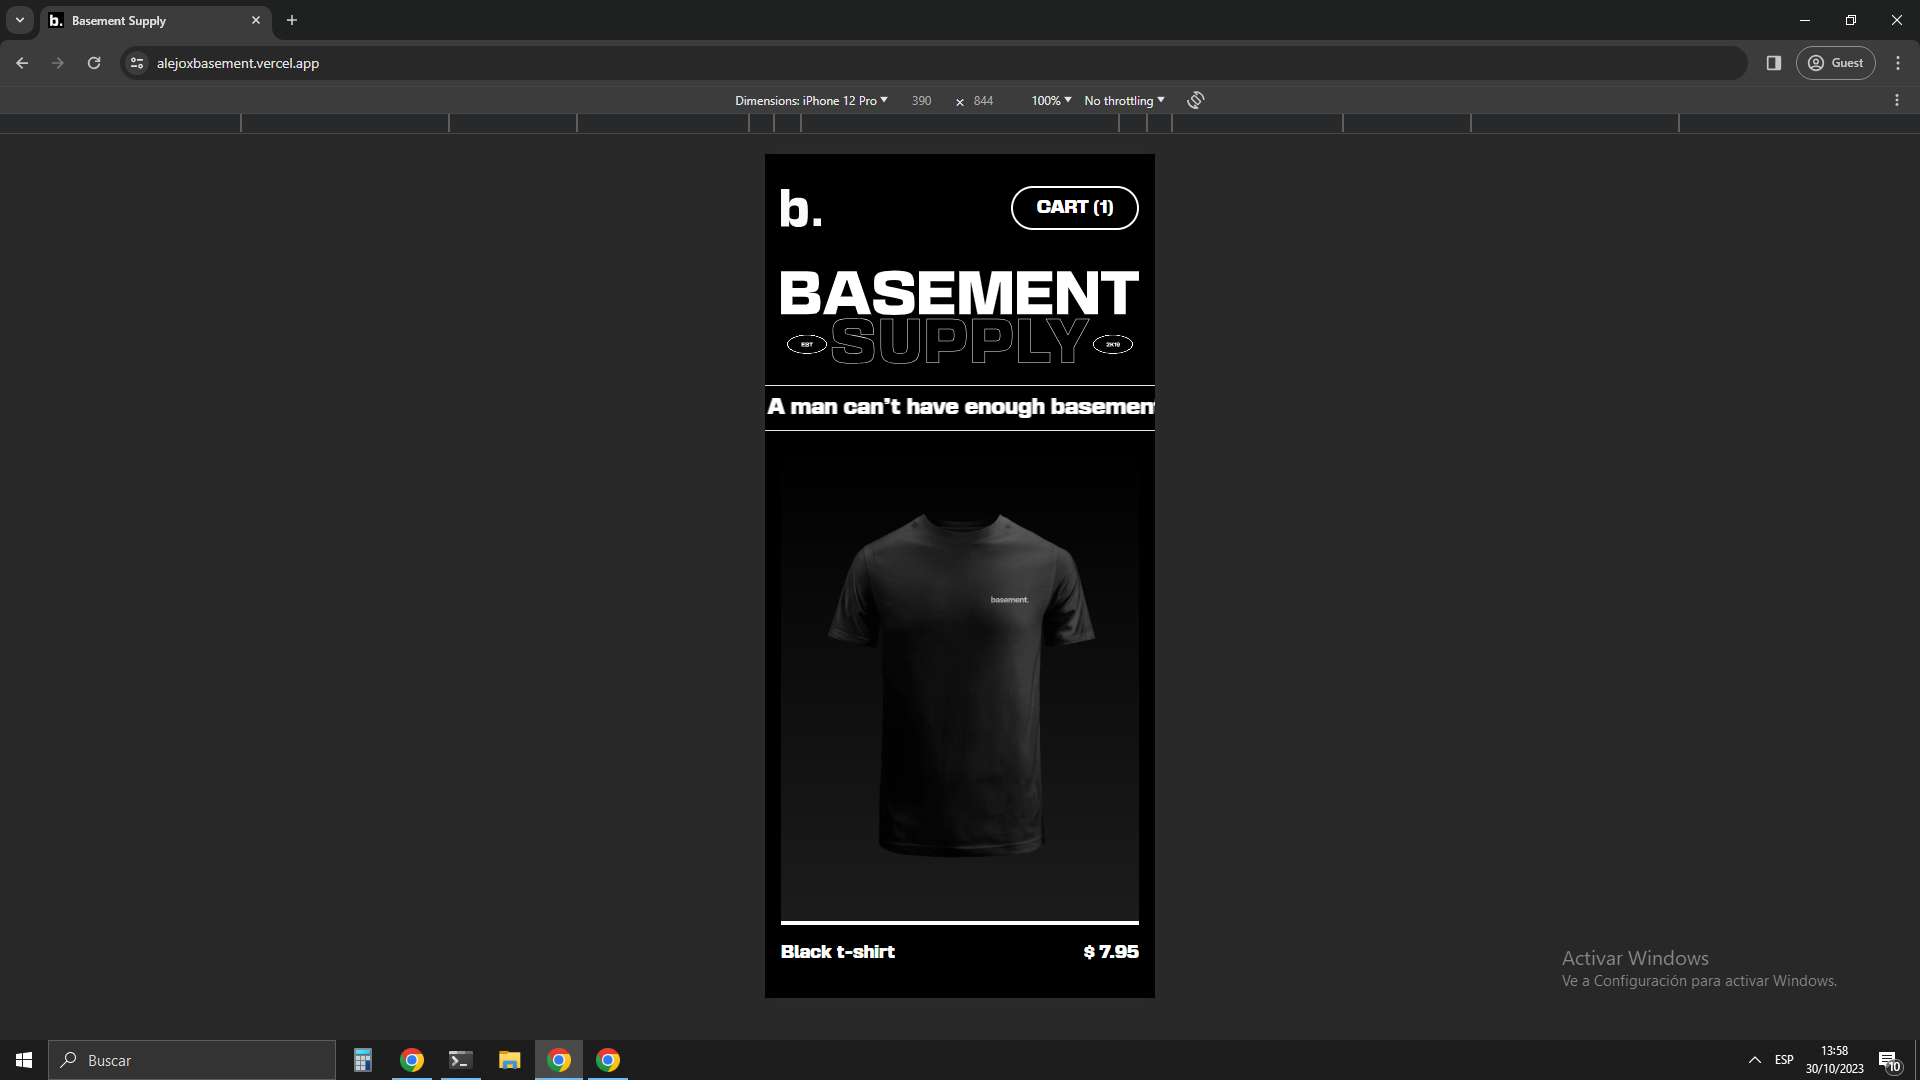 b. Basement Supply
alejoxbasement.vercel.app
Guest
Dimensions: iPhone 12 Pro 390 × 844 100% No throttling
b.
CART (1)
BASEMENT
EST SUPPLY 2K19
A man can’t have enough basement
basement.
Black t-shirt $ 7.95
Activar Windows
Ve a Configuración para activar Windows.
Buscar
ESP
13:58
30/10/2023
10